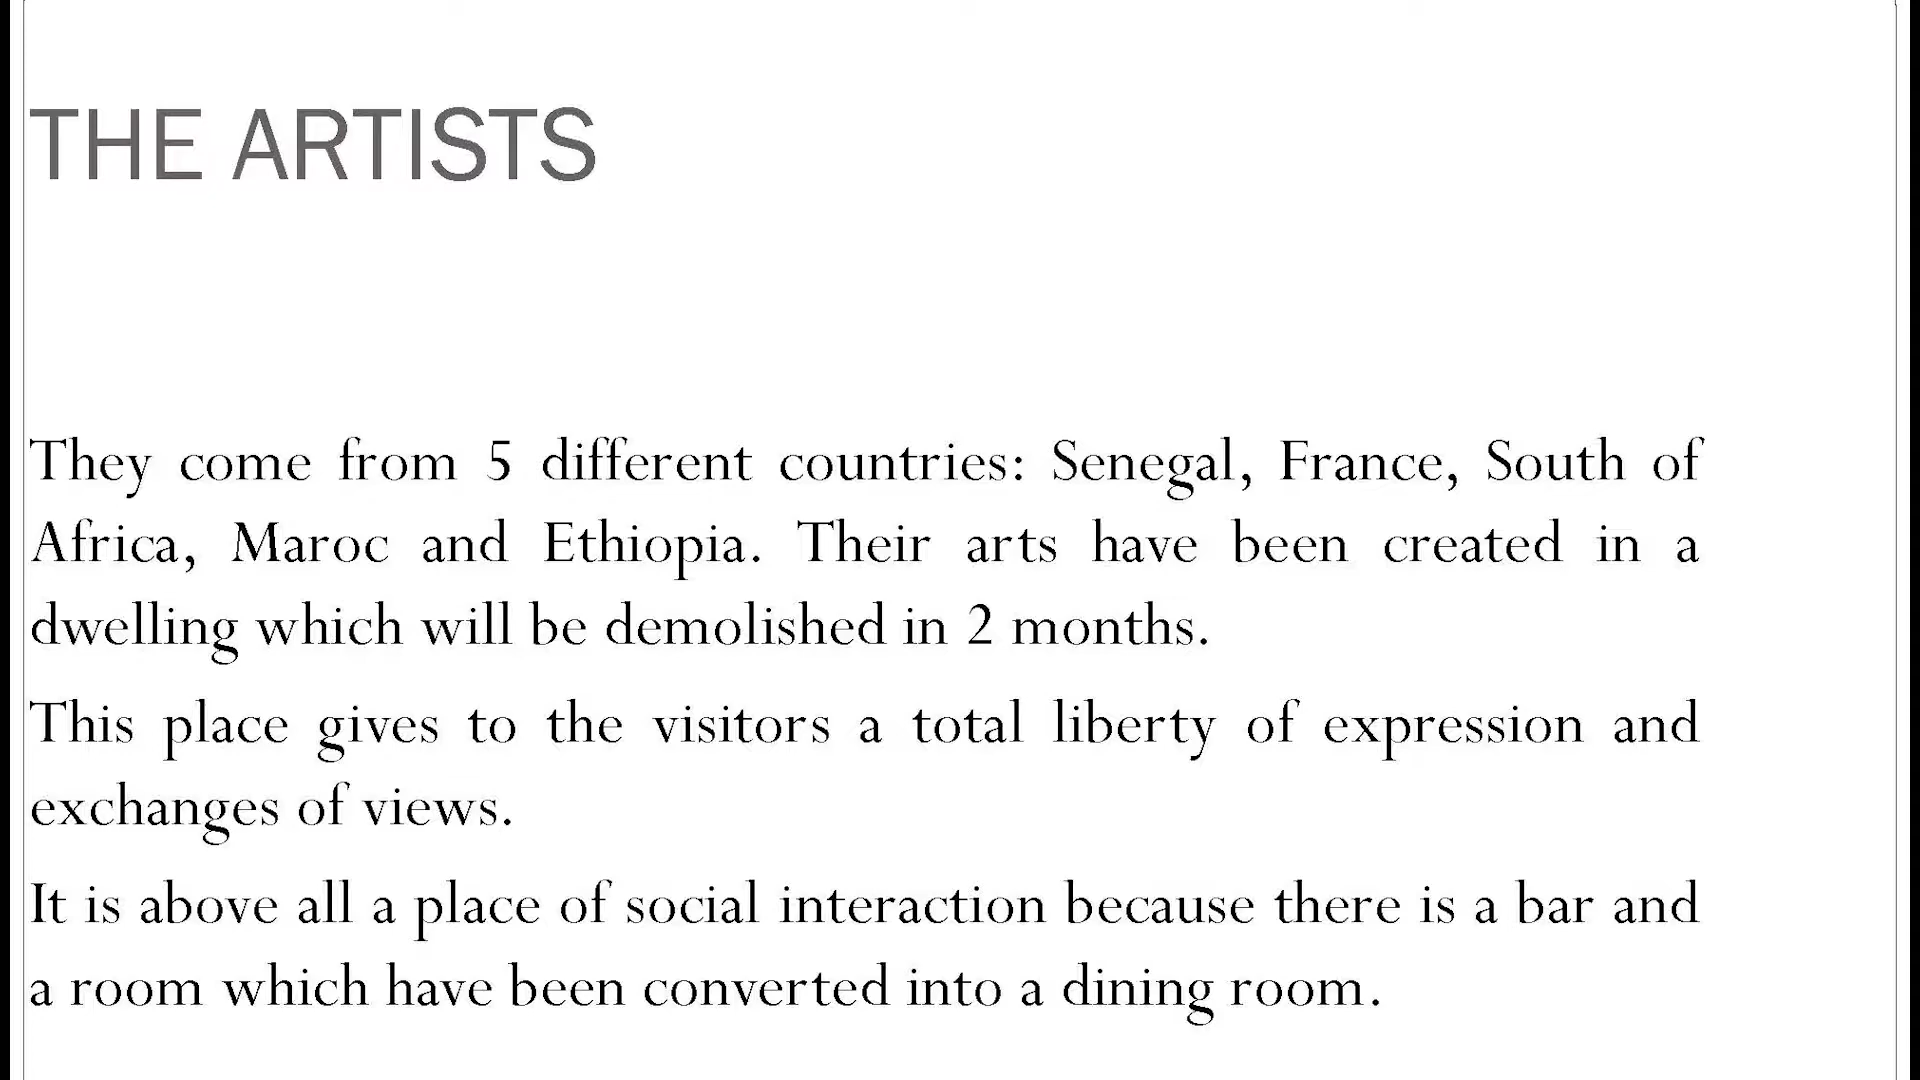 THE ARTISTS
They come from 5 different countries: Senegal, France, South of
Africa, Maroc and Ethiopia. Their arts have been created in a
dwelling which will be demolished in 2 months.
This place gives to the visitors a total liberty of expression and
exchanges of views.
It is above all a place of social interaction because there is a bar and
a room which have been converted into a dining room.